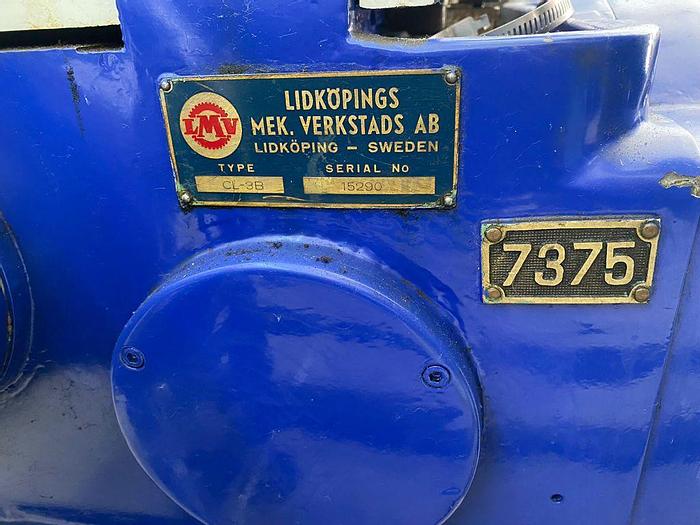 LMV
LIDKÖPINGS
MEK. VERKSTADS AB
LIDKÖPING – SWEDEN
TYPE SERIAL No
CL-3B 15290
7375